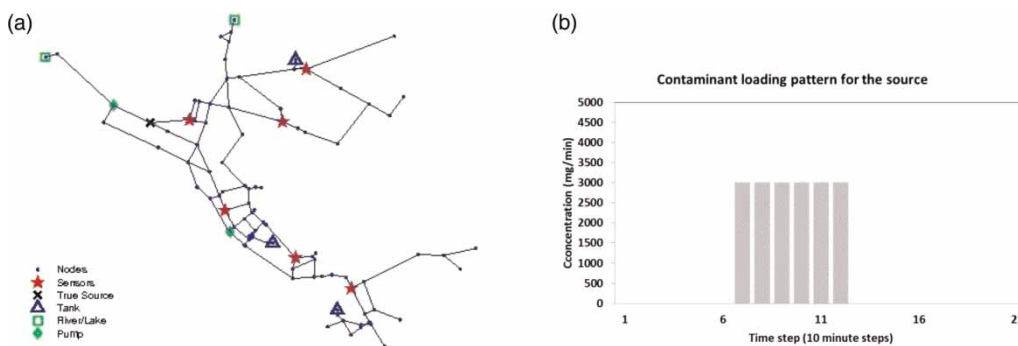 (a)
Nodes
Sensors
True Source
Tank
River/Lake
Pump
(b)
Contaminant loading pattern for the source
Cconcentration (mg/min)
5000
4500
4000
3500
3000
2500
2000
1500
1000
500
0
1 6 11 16 2
Time step (10 minute steps)